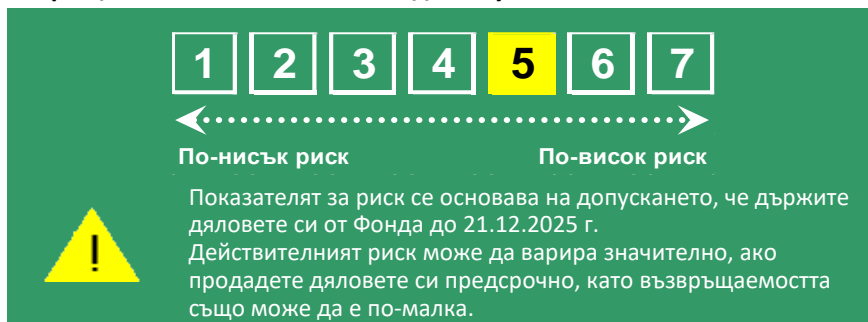 1 2 3 4 5 6 7
По-нисък риск По-висок риск
Показателят за риск се основава на допускането, че държите
дяловете си от Фонда до 21.12.2025 г.
Действителният риск може да варира значително, ако
продадете дяловете си предсрочно, като възвръщаемостта
също може да е по-малка.